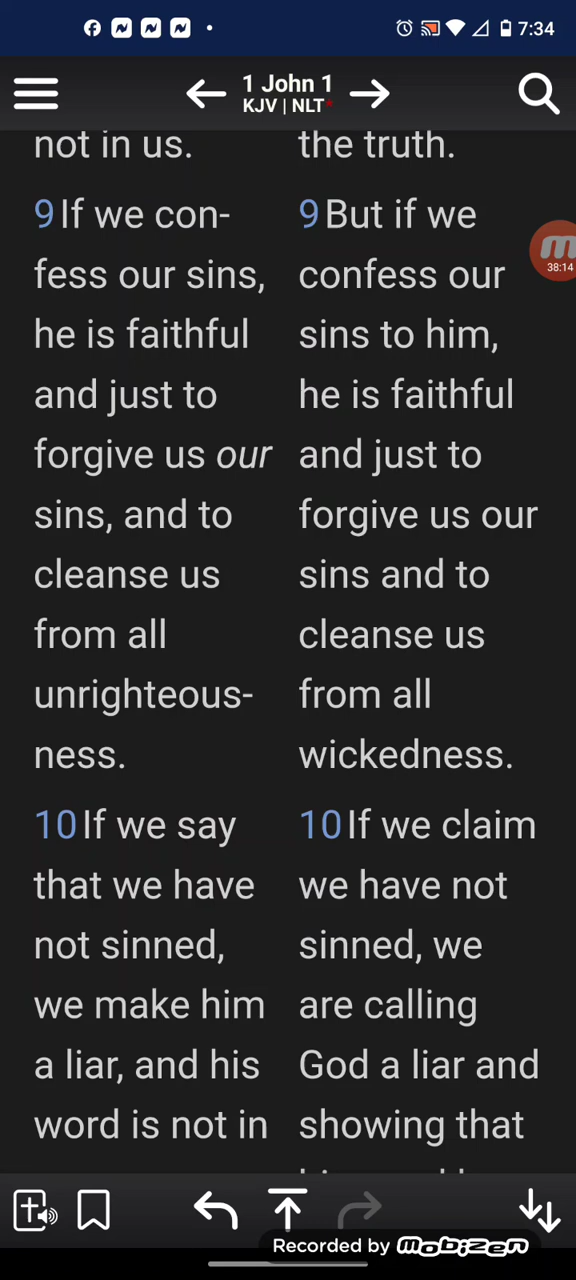 7:34
1 John 1
KJV | NLT*
38:14
not in us.
9 If we con-
fess our sins,
he is faithful
and just to
forgive us our
sins, and to
cleanse us
from all
unrighteous-
ness.
10 If we say
that we have
not sinned,
we make him
a liar, and his
word is not in
the truth.
9 But if we
confess our
sins to him,
he is faithful
and just to
forgive us our
sins and to
cleanse us
from all
wickedness.
10 If we claim
we have not
sinned, we
are calling
God a liar and
showing that
Recorded by mobizen